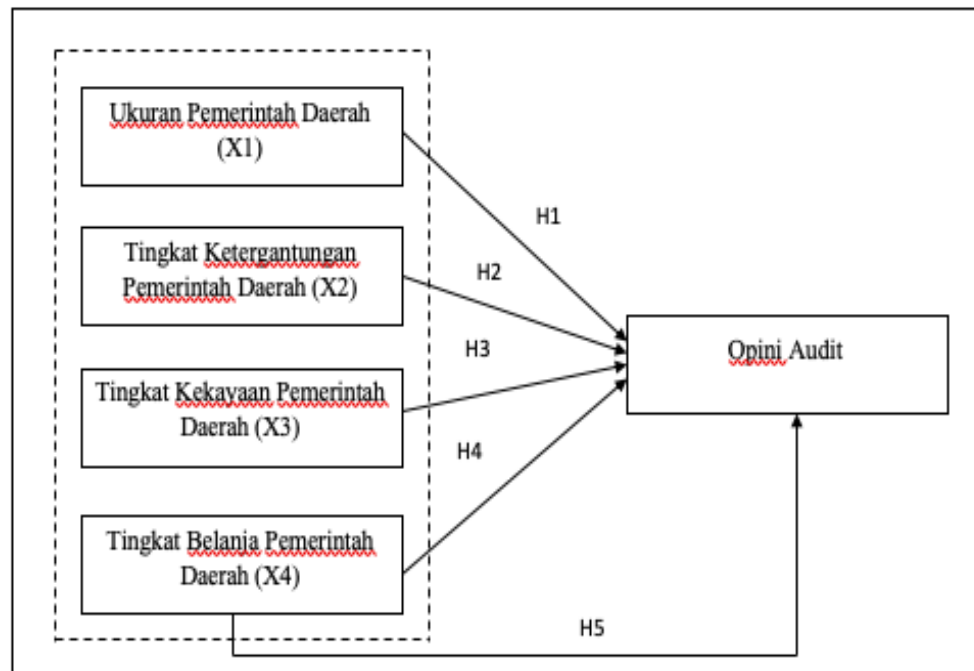 Ukuran Pemerintah Daerah
(X1)
H1
Tingkat Ketergantungan
Pemerintah Daerah (X2)
H2
H3
Opini Audit
Tingkat Kekayaan Pemerintah
Daerah (X3)
H4
Tingkat Belanja Pemerintah
Daerah (X4)
H5